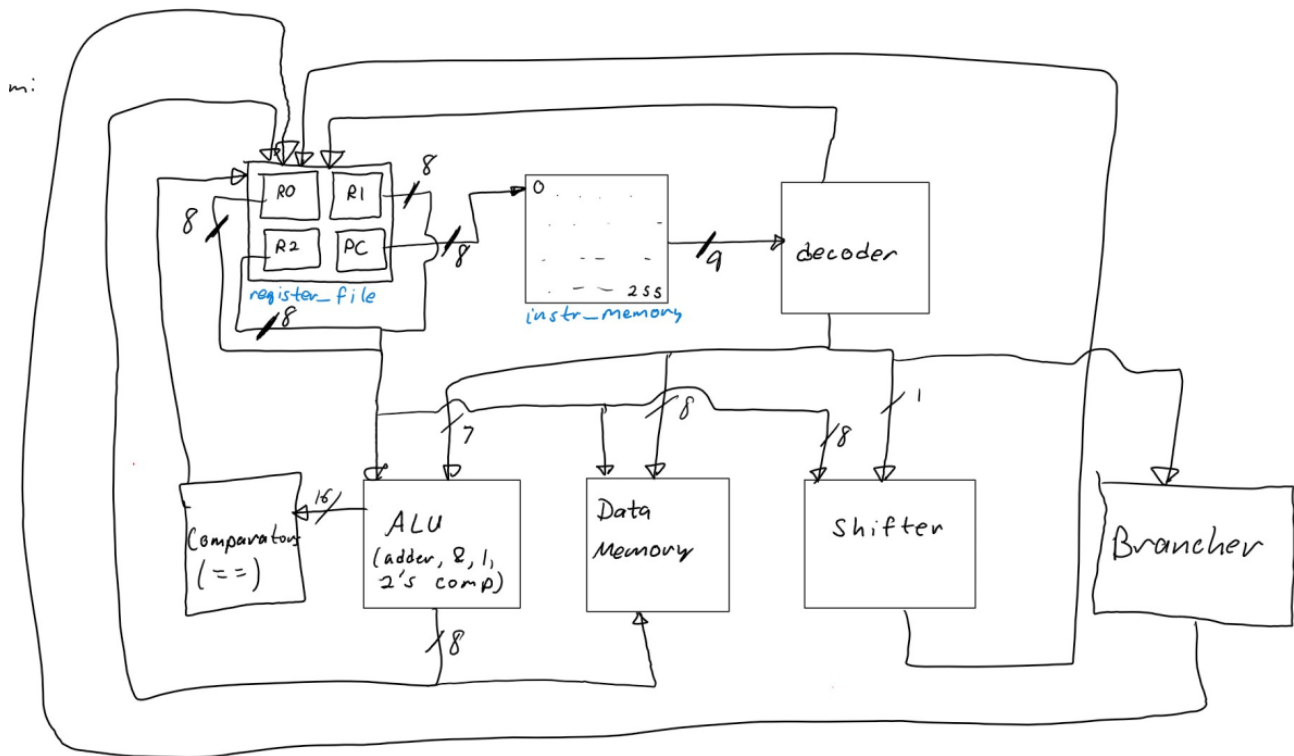 m:
R0
R1
8
8
R2
PC
8
register_file
8
0
255
instr_memory
9
decoder
7
8
8
1
16
Comparator
(==)
ALU
(adder, &, |,
2's comp)
8
Data
Memory
Shifter
Brancher